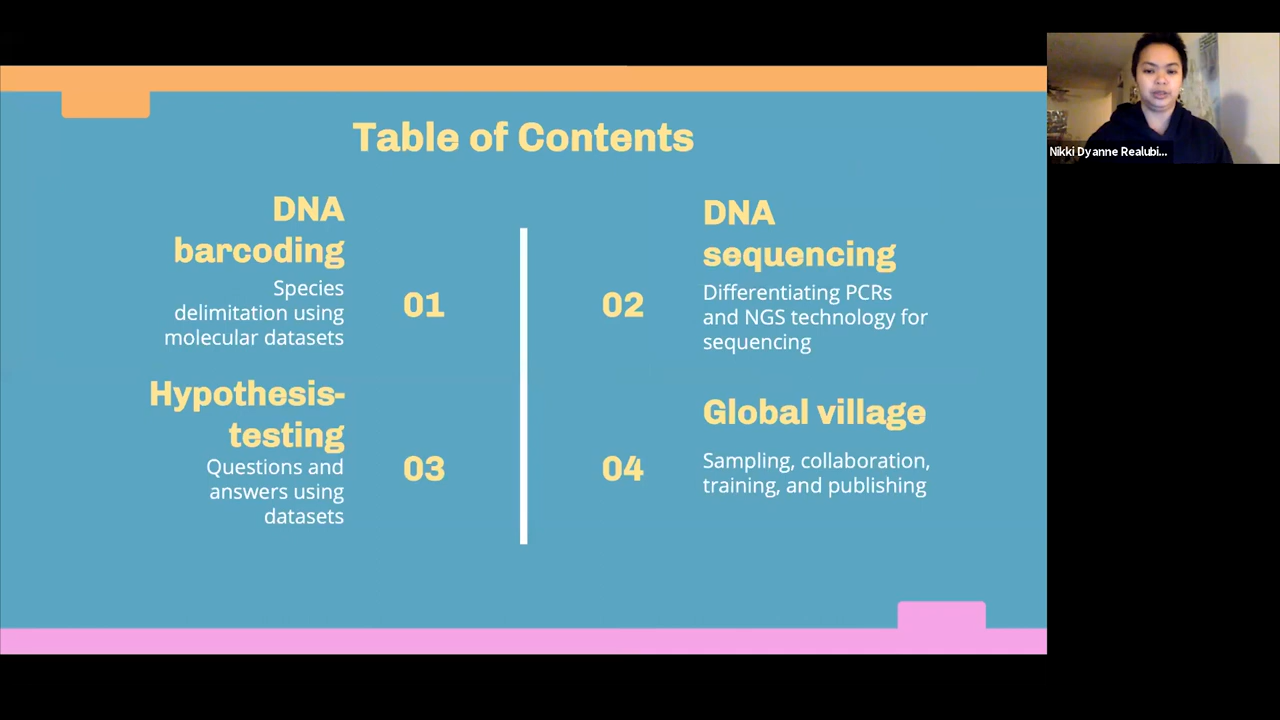 Table of Contents
DNA
barcoding
Species
delimitation using
molecular datasets
01
02
DNA
sequencing
Differentiating PCRs
and NGS technology for
sequencing
Hypothesis-
testing
Questions and
answers using
datasets
03
04
Global village
Sampling, collaboration,
training, and publishing
Nikki Dyanne Realubi...